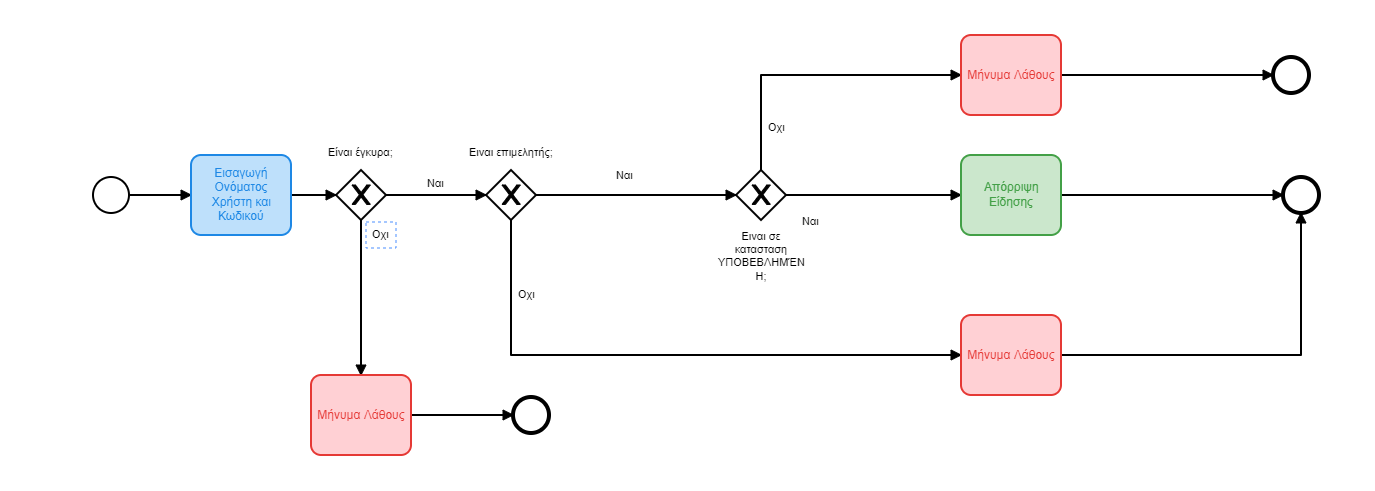 Μήνυμα Λάθους
Οχι
Είναι έγκυρα;
Ειναι επιμελητής;
Εισαγωγή
Ονόματος
Χρήστη και
Κωδικού
Ναι
Ναι
Απόρριψη
Είδησης
Ναι
Οχι
Ειναι σε
κατασταση
ΥΠΟΒΕΒΛΗΜΈΝ
Η;
Οχι
Μήνυμα Λάθους
Μήνυμα Λάθους